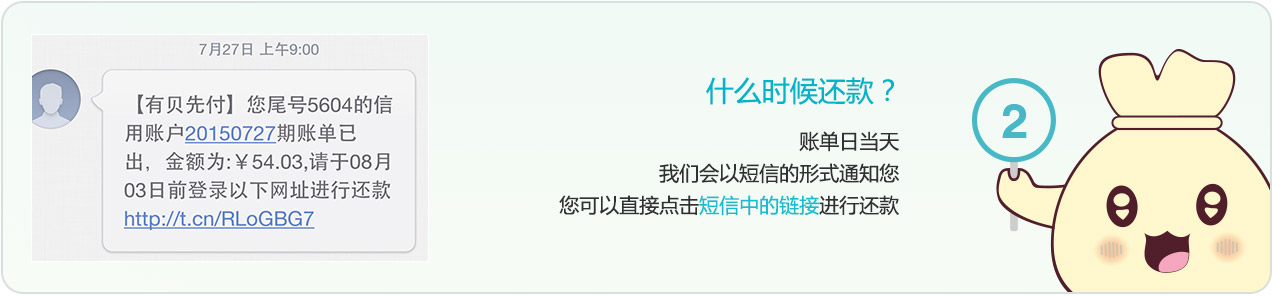 7月27日 上午9:00
【有贝先付】您尾号5604的信
用账户20150727期账单已
出，金额为:￥54.03,请于08月
03日前登录以下网址进行还款
http://t.cn/RLoGBG7
什么时候还款？
账单日当天
我们会以短信的形式通知您
您可以直接点击短信中的链接进行还款
2